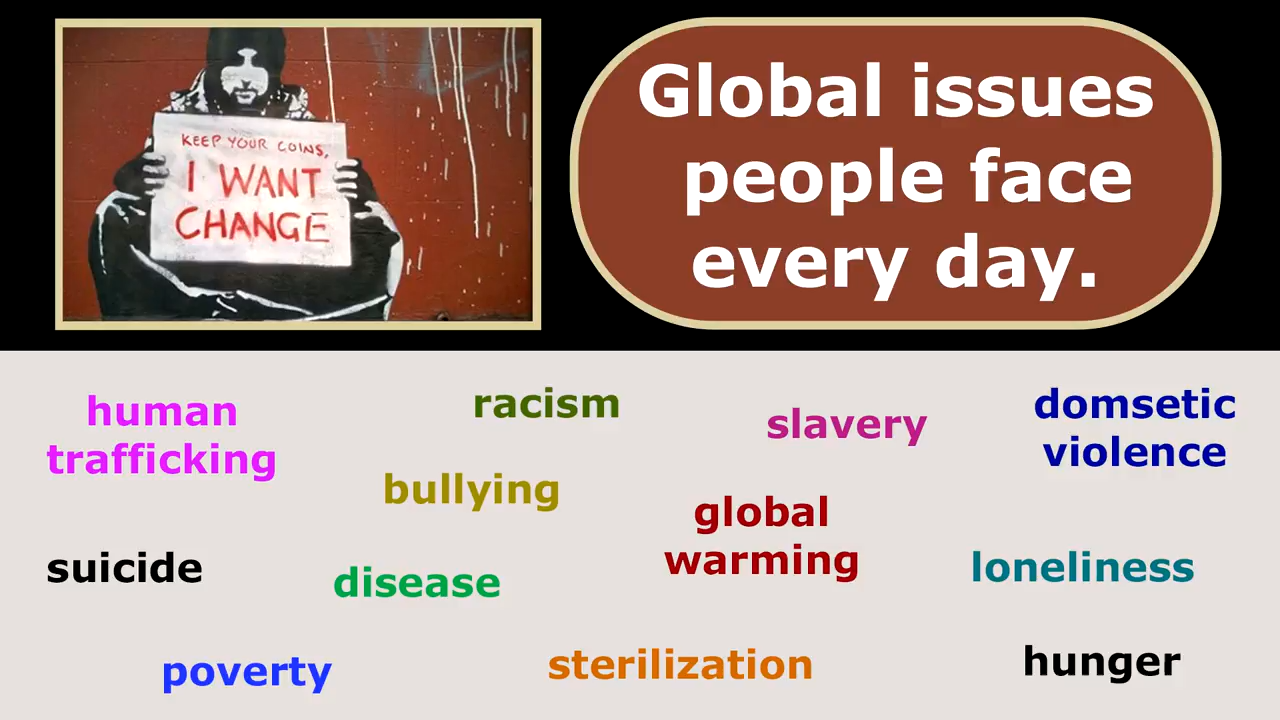 KEEP YOUR COINS,
I WANT
CHANGE
Global issues
people face
every day.
human
trafficking
racism
slavery
domsetic
violence
bullying
global
warming
suicide
disease
loneliness
poverty
sterilization
hunger